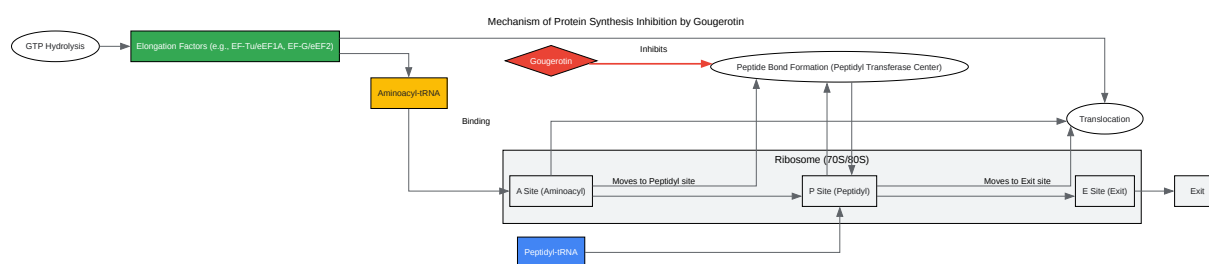 Mechanism of Protein Synthesis Inhibition by Gougerotin
GTP Hydrolysis
Elongation Factors (e.g., EF-Tu/eEF1A, EF-G/eEF2)
Gougerotin
Inhibits
Peptide Bond Formation (Peptidyl Transferase Center)
Aminoacyl-tRNA
Binding
Translocation
Ribosome (70S/80S)
A Site (Aminoacyl)
Moves to Peptidyl site
P Site (Peptidyl)
Moves to Exit site
E Site (Exit)
Exit
Peptidyl-tRNA